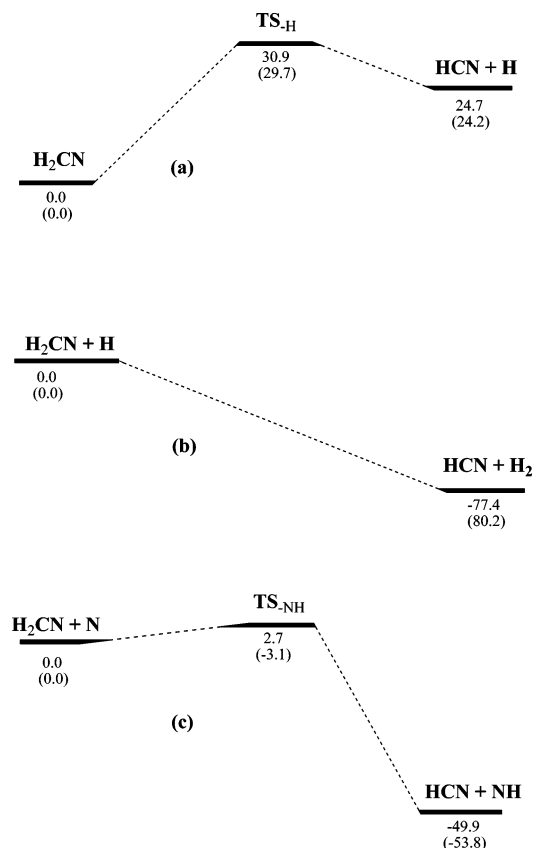 TS-H
30.9
(29.7)
HCN + H
24.7
(24.2)
H₂CN
0.0
(0.0)
(a)
H₂CN + H
0.0
(0.0)
(b)
HCN + H₂
-77.4
(80.2)
TS-NH
2.7
(-3.1)
H₂CN + N
0.0
(0.0)
(c)
HCN + NH
-49.9
(-53.8)